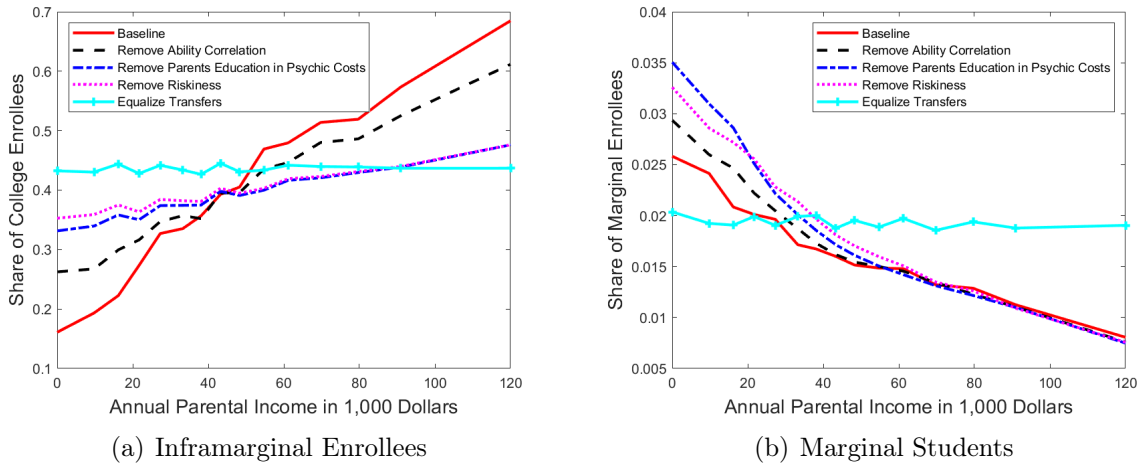 0.7
0.6
0.5
0.4
0.3
0.2
0.1
Share of College Enrollees
Baseline
Remove Ability Correlation
Remove Parents Education in Psychic Costs
Remove Riskiness
Equalize Transfers
0 20 40 60 80 100 120
Annual Parental Income in 1,000 Dollars
(a) Inframarginal Enrollees
0.04
0.035
0.03
0.025
0.02
0.015
0.01
0.005
Share of Marginal Enrollees
Baseline
Remove Ability Correlation
Remove Parents Education in Psychic Costs
Remove Riskiness
Equalize Transfers
0 20 40 60 80 100 120
Annual Parental Income in 1,000 Dollars
(b) Marginal Students